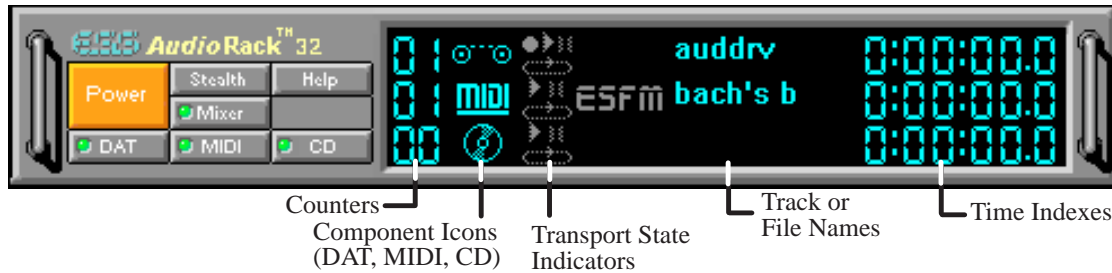 ESS AudioRack™ 32
Power
Stealth
Help
Mixer
DAT
MIDI
CD
01 auddrv 0:00:00.0
01 MIDI ESFM bach's b 0:00:00.0
00 0:00:00.0
Counters
Component Icons
(DAT, MIDI, CD)
Transport State
Indicators
Track or
File Names
Time Indexes